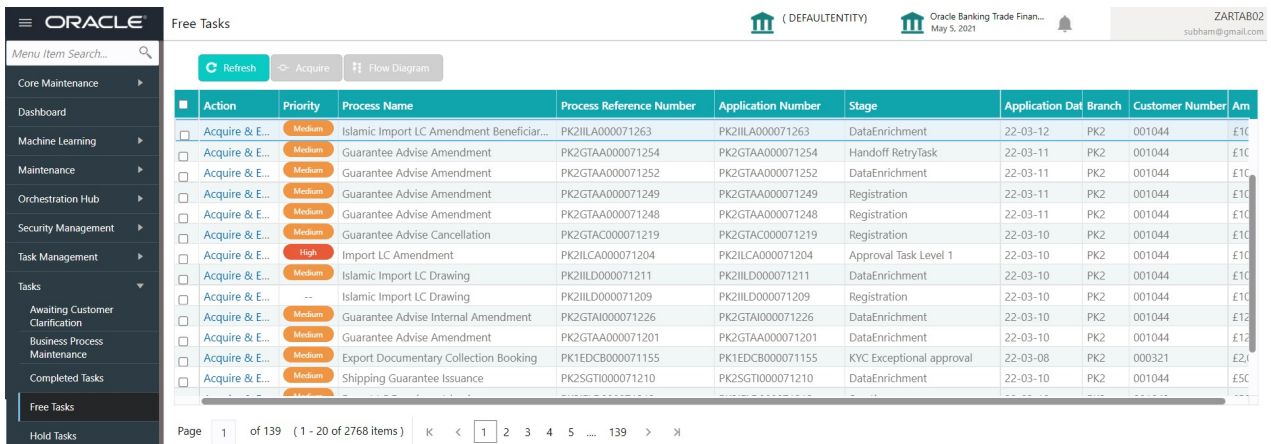 ORACLE
Free Tasks
( DEFAULTENTITY)
Oracle Banking Trade Finan...
May 5, 2021
ZARTAB02
subham@gmail.com
Menu Item Search...
Core Maintenance
Dashboard
Machine Learning
Maintenance
Orchestration Hub
Security Management
Task Management
Tasks
Awaiting Customer
Clarification
Business Process
Maintenance
Completed Tasks
Free Tasks
Hold Tasks
Refresh Acquire Flow Diagram
Action Priority Process Name Process Reference Number Application Number Stage Application Dat Branch Customer Number Am
Acquire & E... Medium Islamic Import LC Amendment Beneficiar... PK2IILA000071263 PK2IILA000071263 DataEnrichment 22-03-12 PK2 001044 £10
Acquire & E... Medium Guarantee Advise Amendment PK2GTAA000071254 PK2GTAA000071254 Handoff RetryTask 22-03-11 PK2 001044 £10
Acquire & E... Medium Guarantee Advise Amendment PK2GTAA000071252 PK2GTAA000071252 DataEnrichment 22-03-11 PK2 001044 £10
Acquire & E... Medium Guarantee Advise Amendment PK2GTAA000071249 PK2GTAA000071249 Registration 22-03-11 PK2 001044 £10
Acquire & E... Medium Guarantee Advise Amendment PK2GTAA000071248 PK2GTAA000071248 Registration 22-03-11 PK2 001044 £10
Acquire & E... Medium Guarantee Advise Cancellation PK2GTAC000071219 PK2GTAC000071219 Registration 22-03-10 PK2 001044 £10
Acquire & E... High Import LC Amendment PK2ILCA000071204 PK2ILCA000071204 Approval Task Level 1 22-03-10 PK2 001044 £10
Acquire & E... Medium Islamic Import LC Drawing PK2IILD000071211 PK2IILD000071211 DataEnrichment 22-03-10 PK2 001044 £10
Acquire & E... -- Islamic Import LC Drawing PK2IILD000071209 PK2IILD000071209 Registration 22-03-10 PK2 001044 £10
Acquire & E... Medium Guarantee Advise Internal Amendment PK2GTAI000071226 PK2GTAI000071226 DataEnrichment 22-03-10 PK2 001044 £12
Acquire & E... Medium Guarantee Advise Amendment PK2GTAA000071201 PK2GTAA000071201 DataEnrichment 22-03-10 PK2 001044 £12
Acquire & E... Medium Export Documentary Collection Booking PK1EDCB000071155 PK1EDCB000071155 KYC Exceptional approval 22-03-08 PK2 000321 £2,
Acquire & E... Medium Shipping Guarantee Issuance PK2SGTI000071210 PK2SGTI000071210 DataEnrichment 22-03-10 PK2 001044 £50
Page 1 of 139 (1 - 20 of 2768 items) 1 2 3 4 5 .... 139